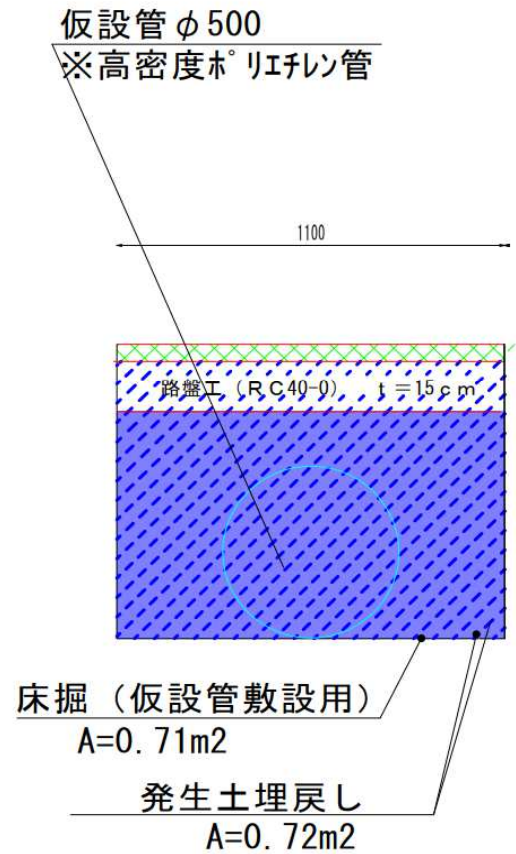 仮設管φ500
※高密度ﾎﾟﾘｴﾁﾚﾝ管
1100
路盤工（ＲＣ40-0）　ｔ＝15ｃｍ
床掘（仮設管敷設用）
A=0.71m2
発生土埋戻し
A=0.72m2